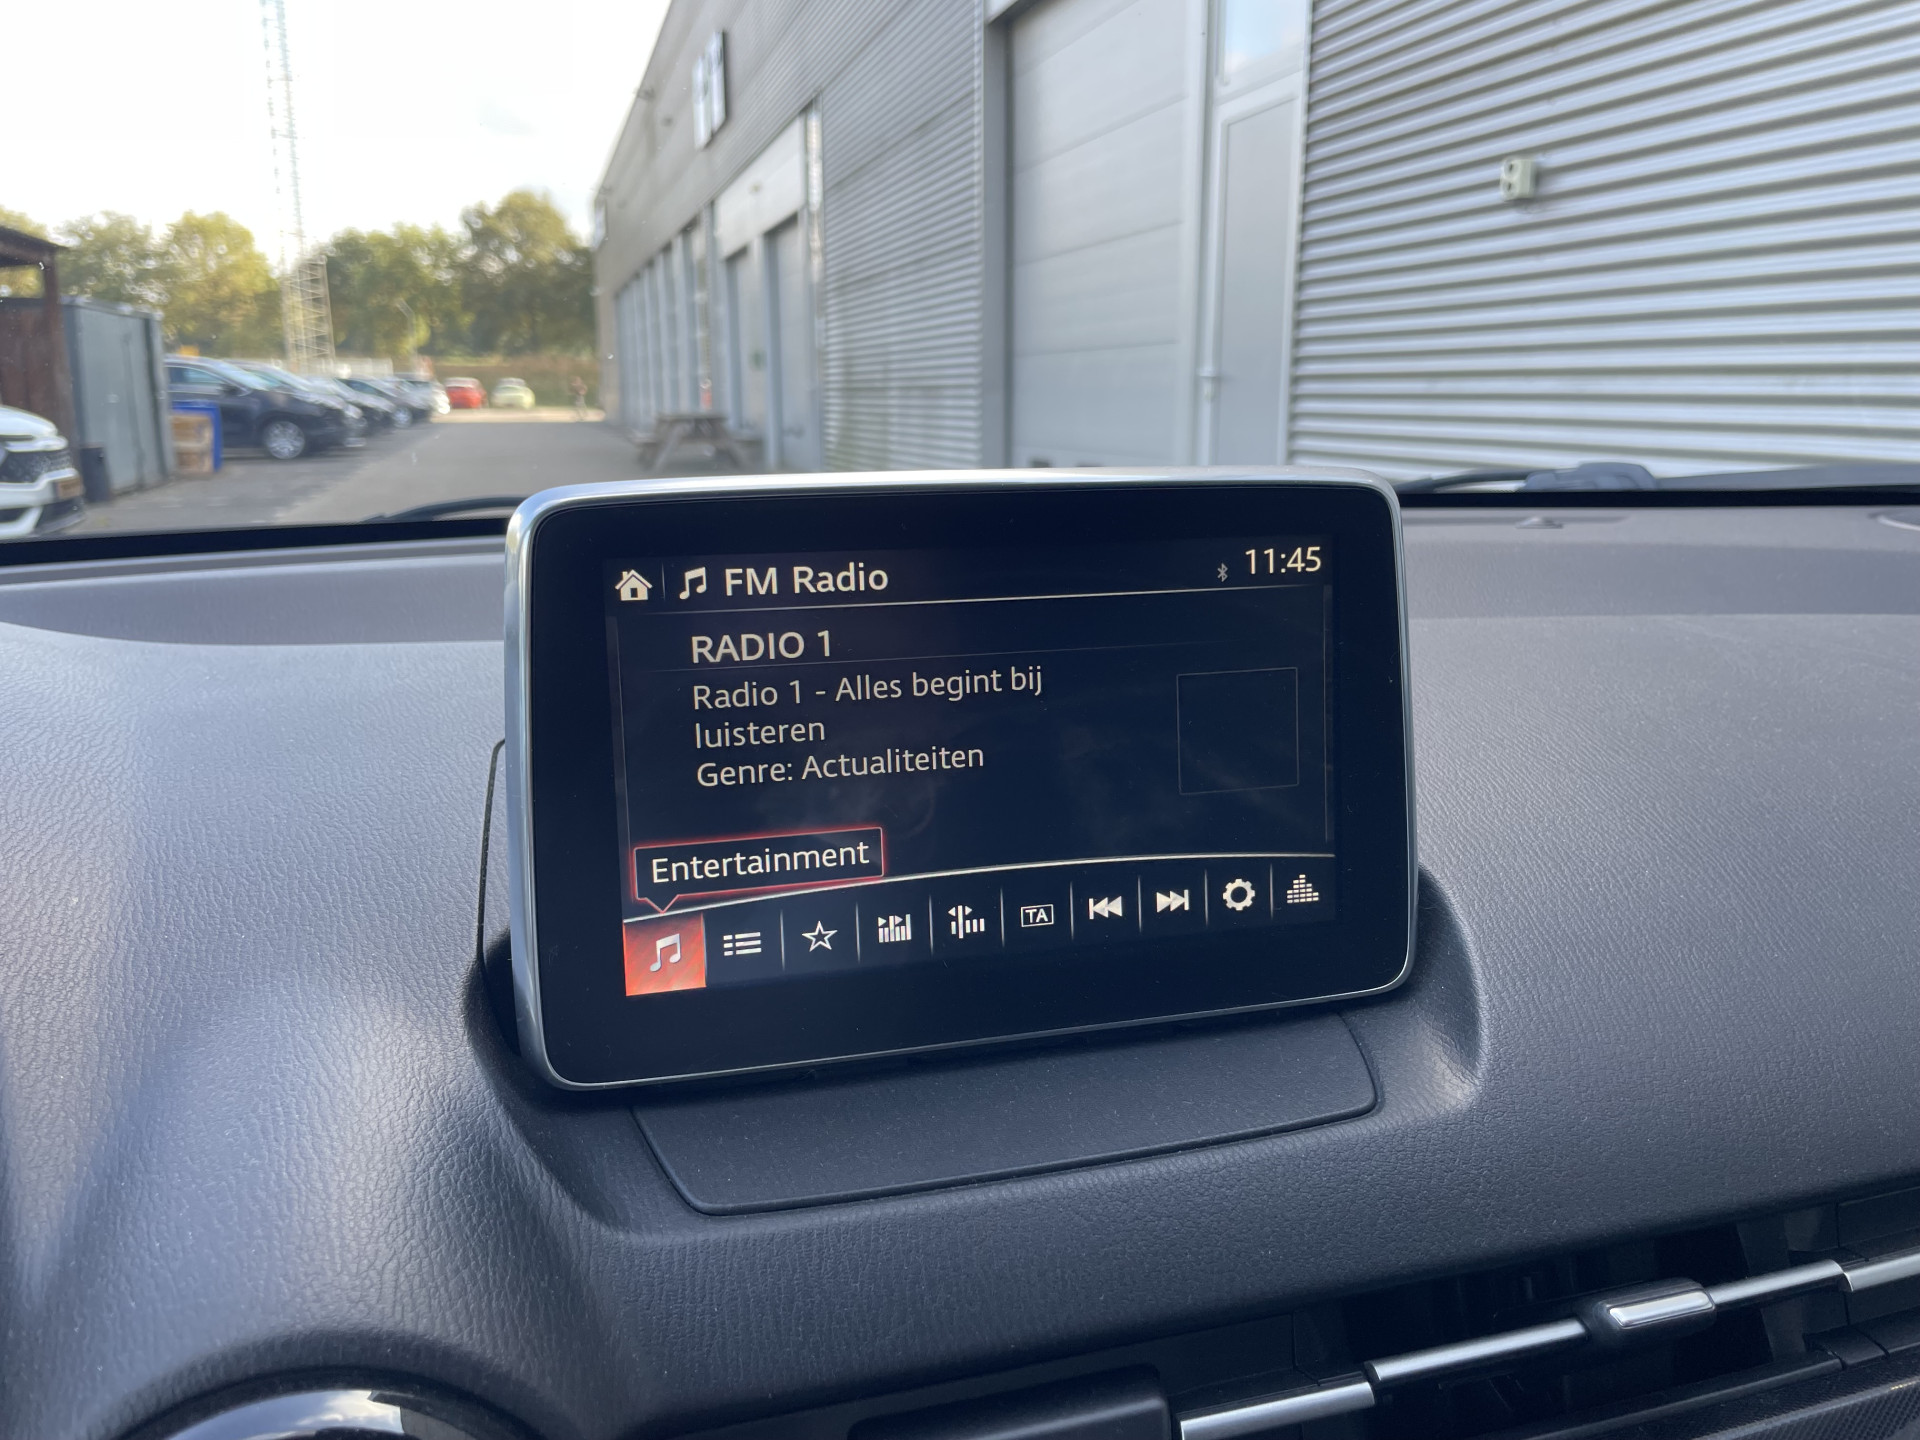 FM Radio
11:45
RADIO 1
Radio 1 - Alles begint bij
luisteren
Genre: Actualiteiten
Entertainment
TA